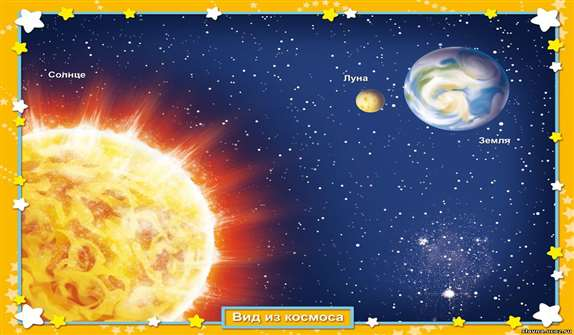 Солнце
Луна
Земля
Вид из космоса